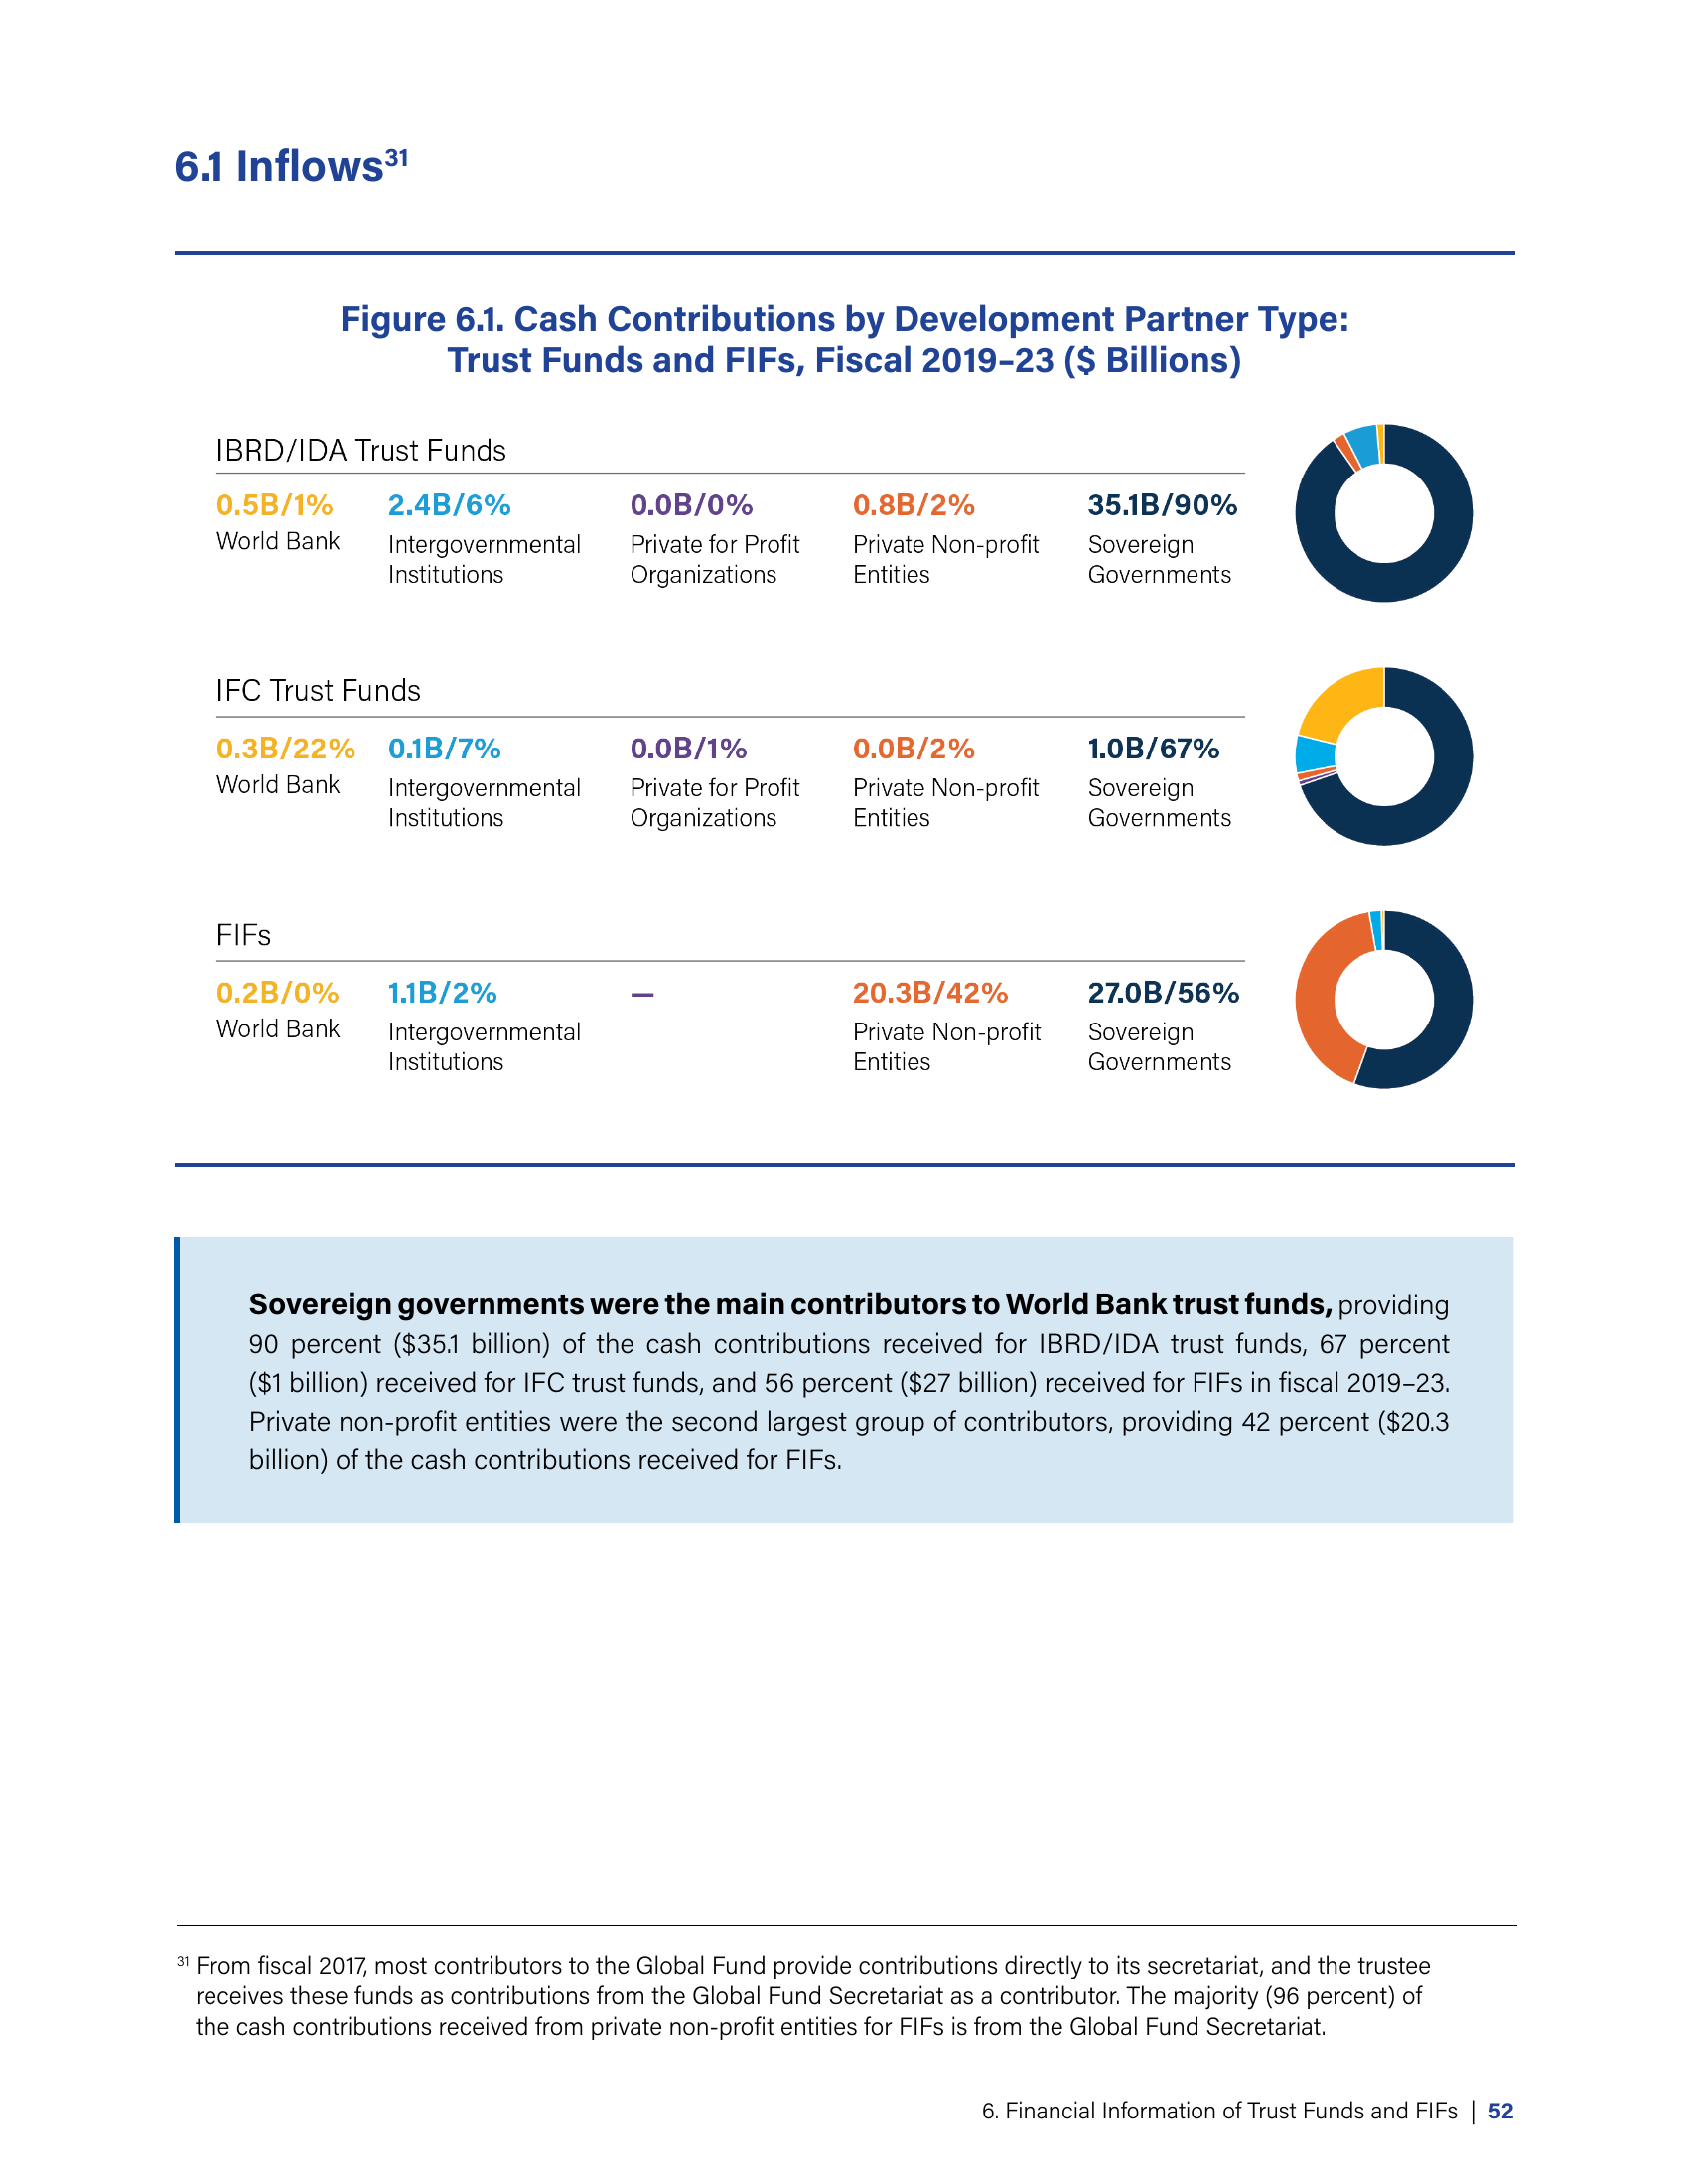 6.1 Inflows³¹
Figure 6.1. Cash Contributions by Development Partner Type:
Trust Funds and FIFs, Fiscal 2019–23 ($ Billions)
IBRD/IDA Trust Funds
0.5B/1% 2.4B/6% 0.0B/0% 0.8B/2% 35.1B/90%
World Bank Intergovernmental Private for Profit Private Non-profit Sovereign
Institutions Organizations Entities Governments
IFC Trust Funds
0.3B/22% 0.1B/7% 0.0B/1% 0.0B/2% 1.0B/67%
World Bank Intergovernmental Private for Profit Private Non-profit Sovereign
Institutions Organizations Entities Governments
FIFs
0.2B/0% 1.1B/2% — 20.3B/42% 27.0B/56%
World Bank Intergovernmental Private Non-profit Sovereign
Institutions Entities Governments
Sovereign governments were the main contributors to World Bank trust funds, providing
90 percent ($35.1 billion) of the cash contributions received for IBRD/IDA trust funds, 67 percent
($1 billion) received for IFC trust funds, and 56 percent ($27 billion) received for FIFs in fiscal 2019–23.
Private non-profit entities were the second largest group of contributors, providing 42 percent ($20.3
billion) of the cash contributions received for FIFs.
³¹ From fiscal 2017, most contributors to the Global Fund provide contributions directly to its secretariat, and the trustee
receives these funds as contributions from the Global Fund Secretariat as a contributor. The majority (96 percent) of
the cash contributions received from private non-profit entities for FIFs is from the Global Fund Secretariat.
6. Financial Information of Trust Funds and FIFs | 52